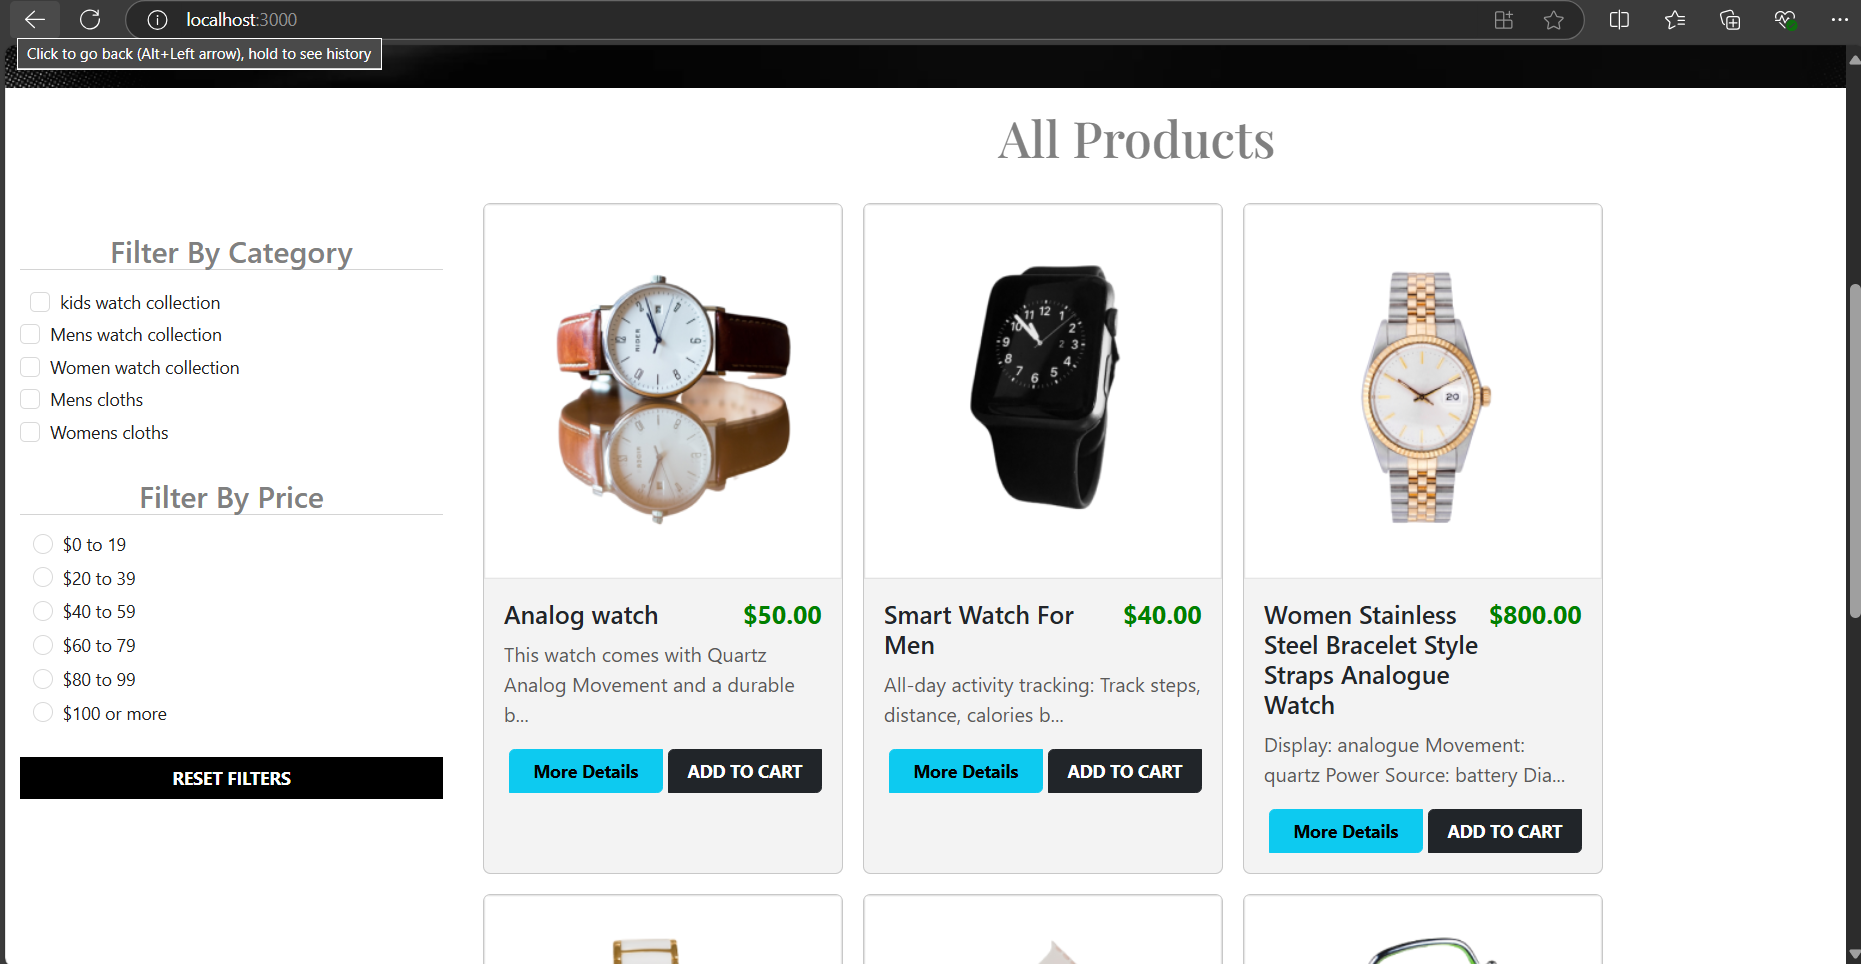 localhost:3000
Click to go back (Alt+Left arrow), hold to see history
All Products
Filter By Category
kids watch collection
Mens watch collection
Women watch collection
Mens cloths
Womens cloths
Filter By Price
$0 to 19
$20 to 39
$40 to 59
$60 to 79
$80 to 99
$100 or more
RESET FILTERS
Analog watch $50.00
This watch comes with Quartz
Analog Movement and a durable
b...
More Details ADD TO CART
Smart Watch For $40.00
Men
All-day activity tracking: Track steps,
distance, calories b...
More Details ADD TO CART
Women Stainless $800.00
Steel Bracelet Style
Straps Analogue
Watch
Display: analogue Movement:
quartz Power Source: battery Dia...
More Details ADD TO CART